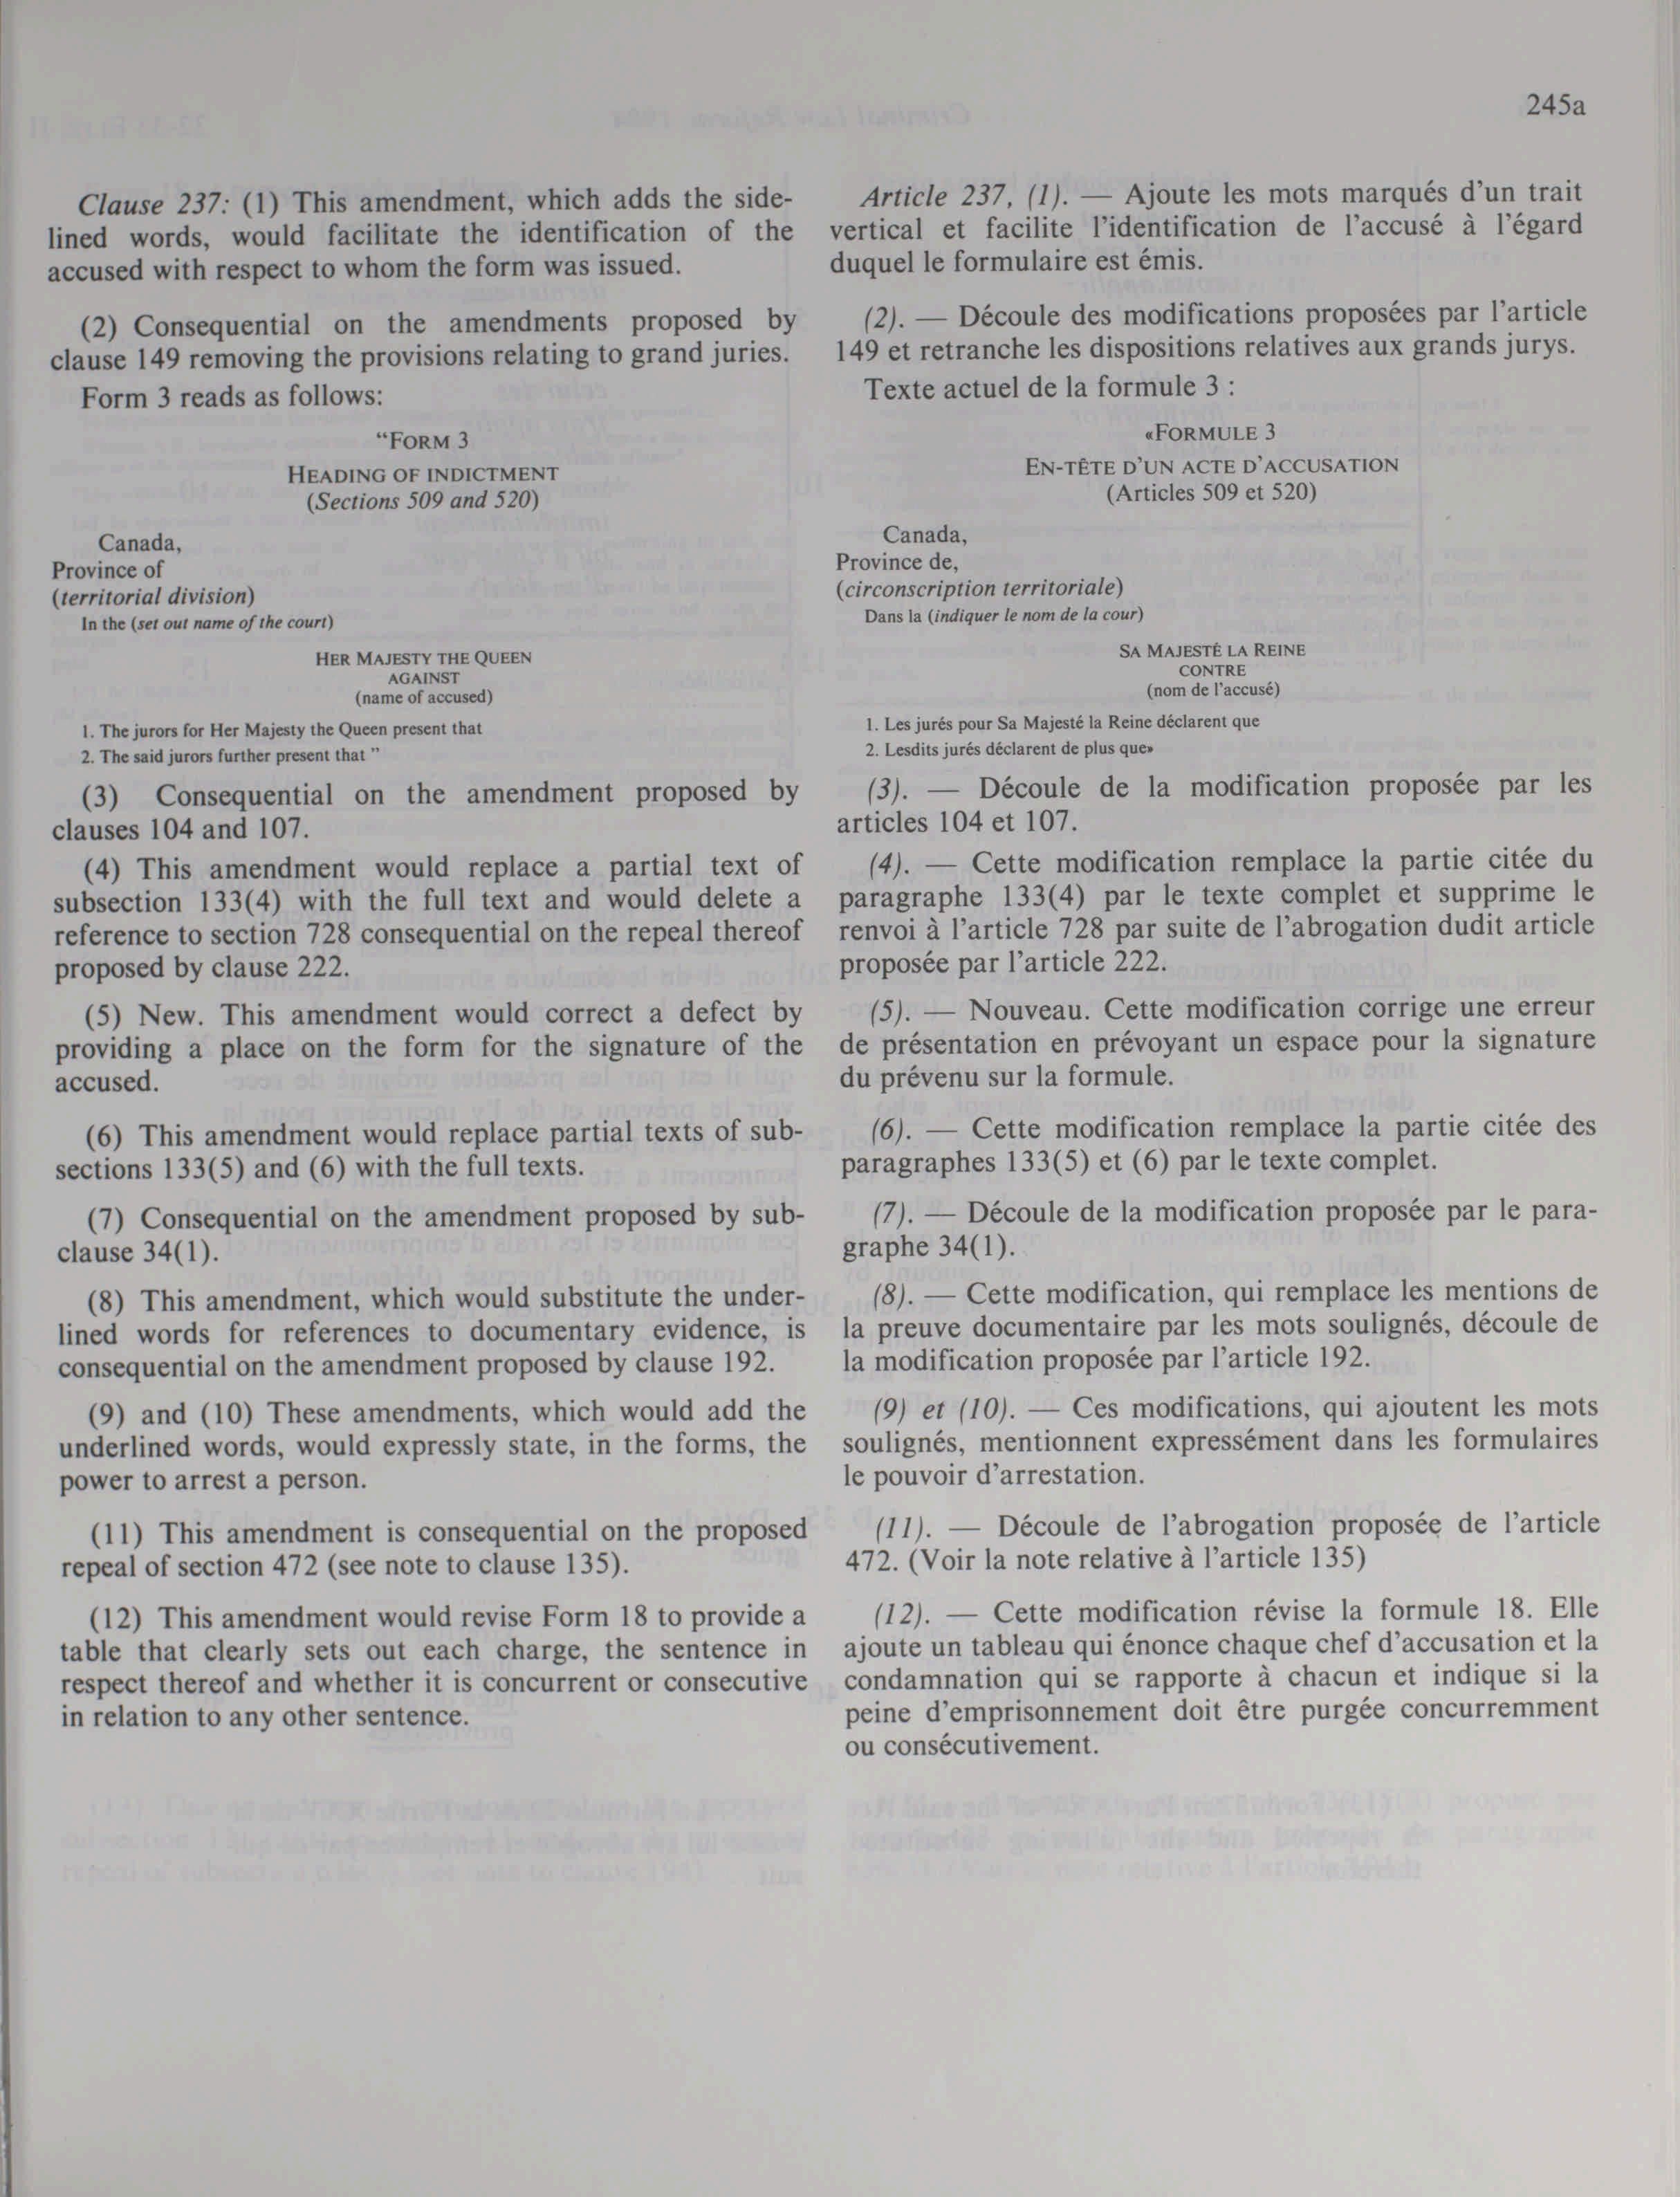 245a
Clause 237: (1) This amendment, which adds the side-
lined words, would facilitate the identification of the
accused with respect to whom the form was issued.
(2) Consequential on the amendments proposed by
clause 149 removing the provisions relating to grand juries.
Form 3 reads as follows:
“FORM 3
HEADING OF INDICTMENT
(Sections 509 and 520)
Canada,
Province of
(territorial division)
In the (set out name of the court)
HER MAJESTY THE QUEEN
AGAINST
(name of accused)
1. The jurors for Her Majesty the Queen present that
2. The said jurors further present that ”
(3) Consequential on the amendment proposed by
clauses 104 and 107.
(4) This amendment would replace a partial text of
subsection 133(4) with the full text and would delete a
reference to section 728 consequential on the repeal thereof
proposed by clause 222.
(5) New. This amendment would correct a defect by
providing a place on the form for the signature of the
accused.
(6) This amendment would replace partial texts of sub-
sections 133(5) and (6) with the full texts.
(7) Consequential on the amendment proposed by sub-
clause 34(1).
(8) This amendment, which would substitute the under-
lined words for references to documentary evidence, is
consequential on the amendment proposed by clause 192.
(9) and (10) These amendments, which would add the
underlined words, would expressly state, in the forms, the
power to arrest a person.
(11) This amendment is consequential on the proposed
repeal of section 472 (see note to clause 135).
(12) This amendment would revise Form 18 to provide a
table that clearly sets out each charge, the sentence in
respect thereof and whether it is concurrent or consecutive
in relation to any other sentence.
Article 237, (1). — Ajoute les mots marqués d’un trait
vertical et facilite l’identification de l’accusé à l’égard
duquel le formulaire est émis.
(2). — Découle des modifications proposées par l’article
149 et retranche les dispositions relatives aux grands jurys.
Texte actuel de la formule 3 :
«FORMULE 3
EN-TÊTE D’UN ACTE D’ACCUSATION
(Articles 509 et 520)
Canada,
Province de,
(circonscription territoriale)
Dans la (indiquer le nom de la cour)
SA MAJESTÉ LA REINE
CONTRE
(nom de l’accusé)
1. Les jurés pour Sa Majesté la Reine déclarent que
2. Lesdits jurés déclarent de plus que»
(3). — Découle de la modification proposée par les
articles 104 et 107.
(4). — Cette modification remplace la partie citée du
paragraphe 133(4) par le texte complet et supprime le
renvoi à l’article 728 par suite de l’abrogation dudit article
proposée par l’article 222.
(5). — Nouveau. Cette modification corrige une erreur
de présentation en prévoyant un espace pour la signature
du prévenu sur la formule.
(6). — Cette modification remplace la partie citée des
paragraphes 133(5) et (6) par le texte complet.
(7). — Découle de la modification proposée par le para-
graphe 34(1).
(8). — Cette modification, qui remplace les mentions de
la preuve documentaire par les mots soulignés, découle de
la modification proposée par l’article 192.
(9) et (10). — Ces modifications, qui ajoutent les mots
soulignés, mentionnent expressément dans les formulaires
le pouvoir d’arrestation.
(11). — Découle de l’abrogation proposée de l’article
472. (Voir la note relative à l’article 135)
(12). — Cette modification révise la formule 18. Elle
ajoute un tableau qui énonce chaque chef d’accusation et la
condamnation qui se rapporte à chacun et indique si la
peine d’emprisonnement doit être purgée concurremment
ou consécutivement.